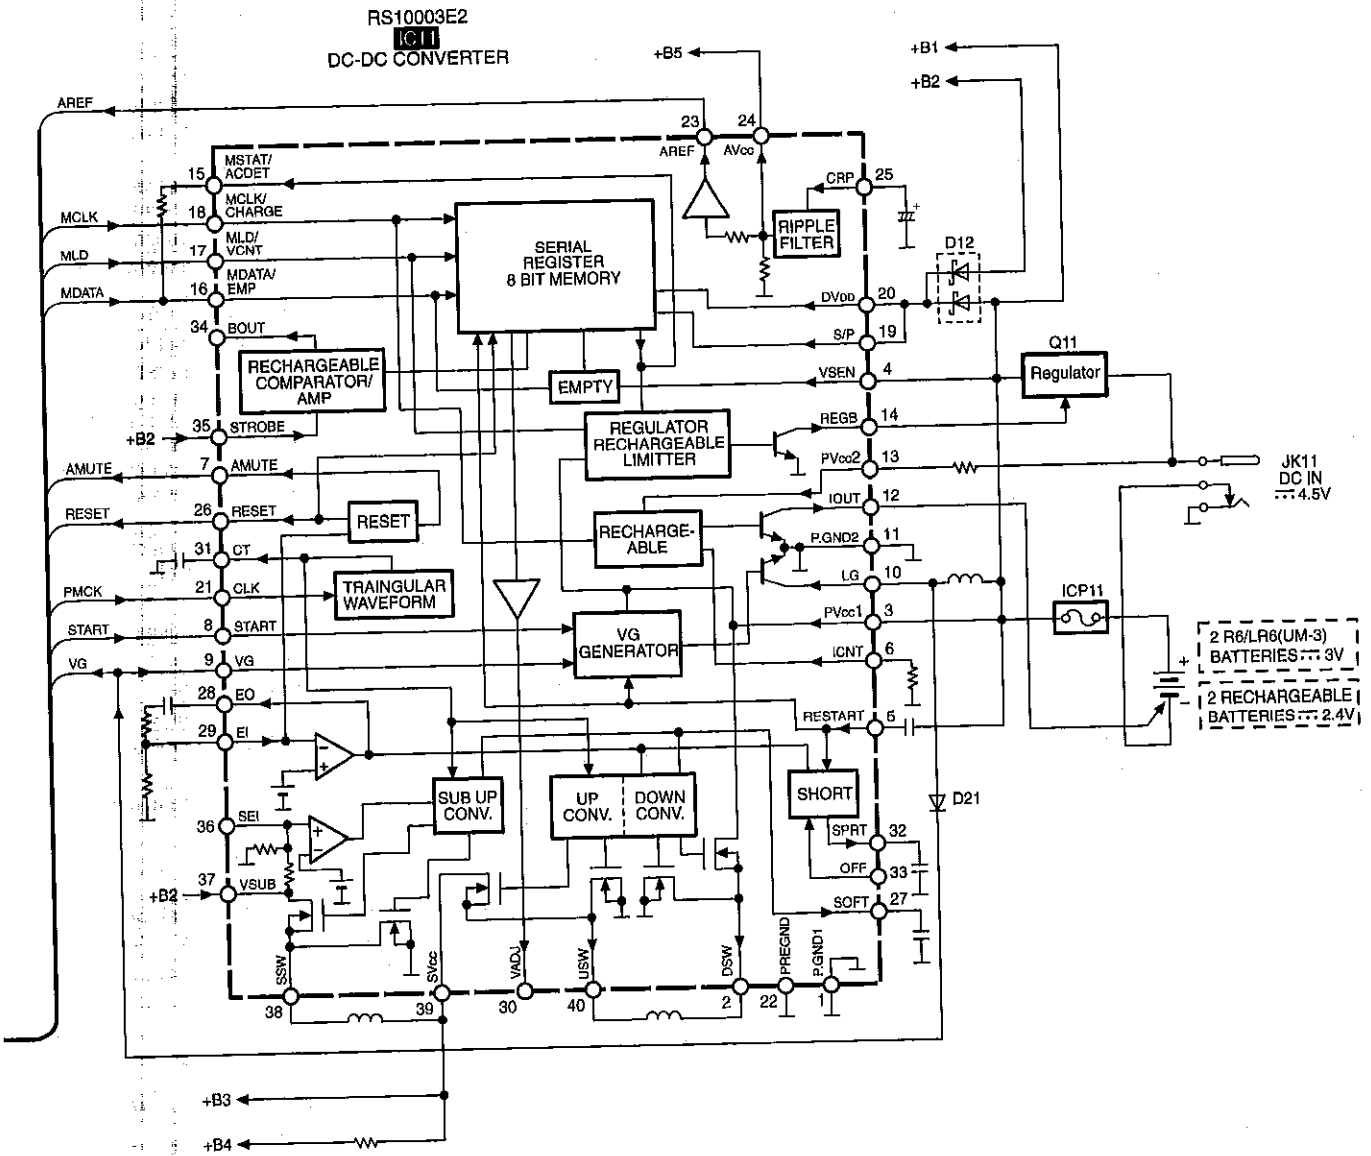 RS10003E2
IC11
DC-DC CONVERTER
+B5
+B1
+B2
AREF
23
24
AREF
AVcc
15
MSTAT/
ACDET
CRP
25
+
MCLK
18
MCLK/
CHARGE
SERIAL
REGISTER
8 BIT MEMORY
RIPPLE
FILTER
D12
MLD
17
MLD/
VCNT
MDATA
16
MDATA/
EMP
DVDD
20
34
BOUT
S/P
19
RECHARGEABLE
COMPARATOR/
AMP
EMPTY
VSEN
4
Q11
Regulator
+B2
35
STROBE
REGULATOR
RECHARGEABLE
LIMITTER
REGB
14
AMUTE
7
AMUTE
PVcc2
13
JK11
DC IN
4.5V
RESET
26
RESET
RESET
RECHARGE-
ABLE
IOUT
12
31
CT
P.GND2
11
PMCK
21
CLK
TRAINGULAR
WAVEFORM
LG
10
ICP11
START
8
START
VG
GENERATOR
PVcc1
3
2 R6/LR6(UM-3)
BATTERIES 3V
VG
9
VG
ICNT
6
+
-
28
EO
2 RECHARGEABLE
BATTERIES 2.4V
29
EI
RESTART
5
-
+
SUB UP
CONV.
UP
CONV.
DOWN
CONV.
SHORT
D21
36
SEI
+
-
SPRT
32
+B2
37
VSUB
OFF
33
SOFT
27
SSW
SVcc
VADJ
USW
DSW
PREGND
P.GND1
38
39
30
40
2
22
1
+B3
+B4